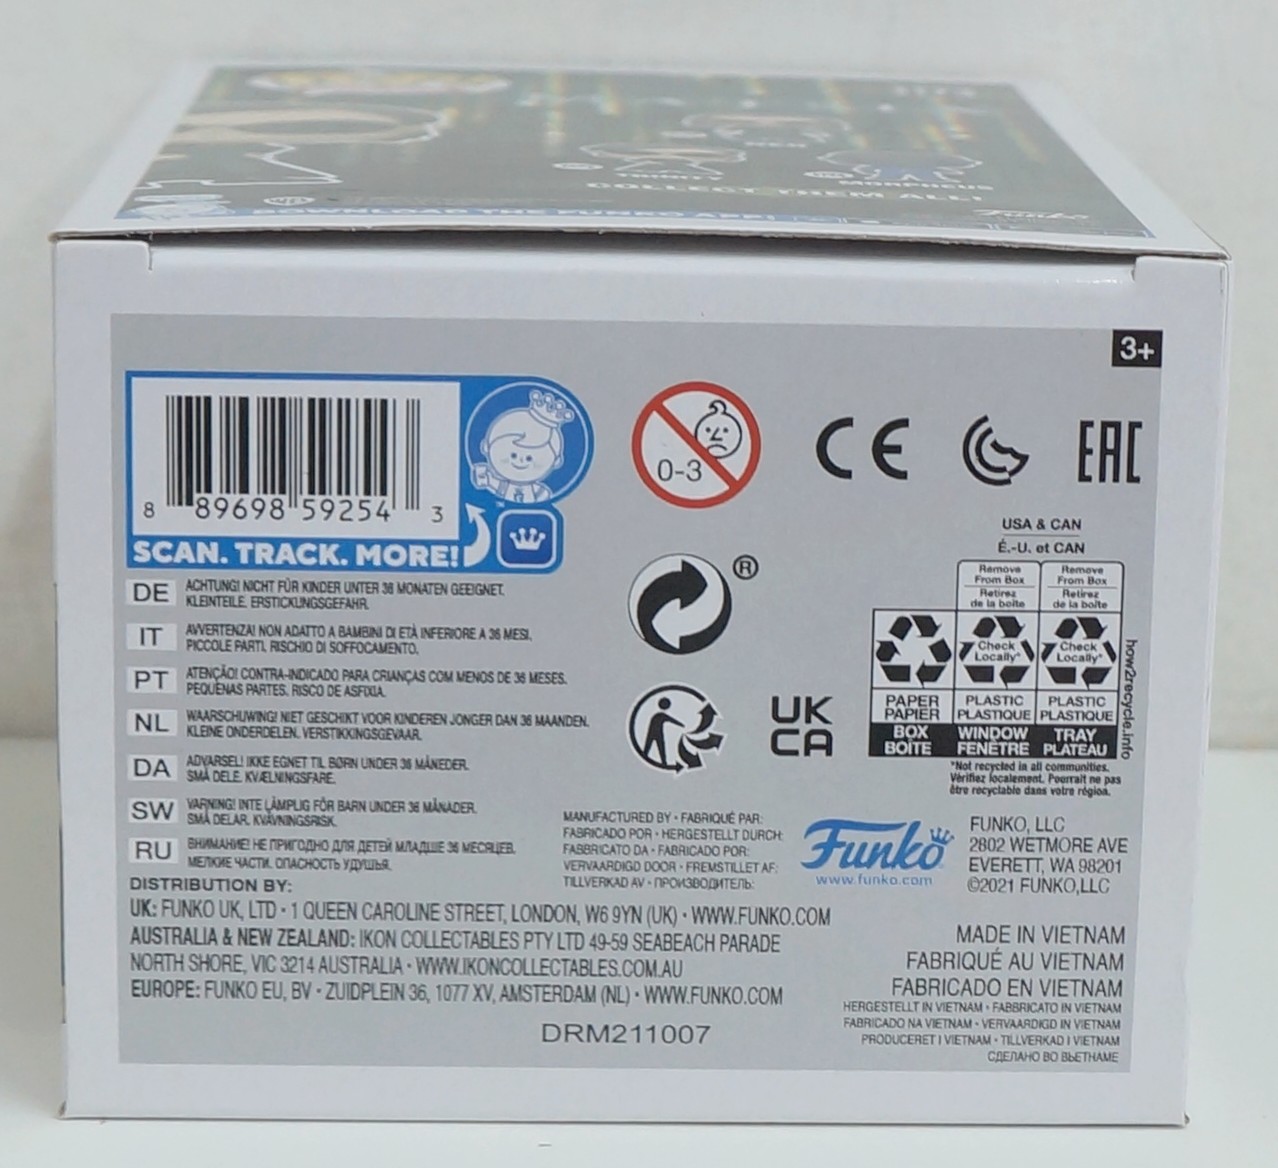 TRINITY
MORPHEUS
COLLECT THEM ALL!
Funko
DOWNLOAD THE FUNKO APP!
3+
8 89698 59254 3
SCAN. TRACK. MORE!
™
0-3
CE
EAC
®
UK
CA
USA & CAN
É.-U. et CAN
Remove From Box
Retirez de la boîte
Remove From Box
Retirez de la boîte
Check Locally*
Check Locally*
PAPER
PAPIER
PLASTIC
PLASTIQUE
PLASTIC
PLASTIQUE
BOX
BOÎTE
WINDOW
FENÊTRE
TRAY
PLATEAU
how2recycle.info
*Not recycled in all communities.
Vérifiez localement. Pourrait ne pas
être recyclable dans votre région.
DE ACHTUNG! NICHT FÜR KINDER UNTER 36 MONATEN GEEIGNET.
KLEINTEILE. ERSTICKUNGSGEFAHR.
IT AVVERTENZA! NON ADATTO A BAMBINI DI ETÀ INFERIORE A 36 MESI.
PICCOLE PARTI. RISCHIO DI SOFFOCAMENTO.
PT ATENÇÃO! CONTRA-INDICADO PARA CRIANÇAS COM MENOS DE 36 MESES.
PEQUENAS PARTES. RISCO DE ASFIXIA.
NL WAARSCHUWING! NIET GESCHIKT VOOR KINDEREN JONGER DAN 36 MAANDEN.
KLEINE ONDERDELEN. VERSTIKKINGSGEVAAR.
DA ADVARSEL! IKKE EGNET TIL BØRN UNDER 36 MÅNEDER.
SMÅ DELE. KVÆLNINGSFARE.
SW VARNING! INTE LÄMPLIG FÖR BARN UNDER 36 MÅNADER.
SMÅ DELAR. KVÄVNINGSRISK.
RU ВНИМАНИЕ! НЕ ПРИГОДНО ДЛЯ ДЕТЕЙ МЛАДШЕ 36 МЕСЯЦЕВ.
МЕЛКИЕ ЧАСТИ. ОПАСНОСТЬ УДУШЬЯ.
MANUFACTURED BY • FABRIQUÉ PAR:
FABRICADO POR • HERGESTELLT DURCH:
FABBRICATO DA • FABRICADO POR:
VERVAARDIGD DOOR • FREMSTILLET AF:
TILLVERKAD AV • ПРОИЗВОДИТЕЛЬ:
Funko
www.funko.com
FUNKO, LLC
2802 WETMORE AVE
EVERETT, WA 98201
©2021 FUNKO,LLC
DISTRIBUTION BY:
UK: FUNKO UK, LTD • 1 QUEEN CAROLINE STREET, LONDON, W6 9YN (UK) • WWW.FUNKO.COM
AUSTRALIA & NEW ZEALAND: IKON COLLECTABLES PTY LTD 49-59 SEABEACH PARADE
NORTH SHORE, VIC 3214 AUSTRALIA • WWW.IKONCOLLECTABLES.COM.AU
EUROPE: FUNKO EU, BV • ZUIDPLEIN 36, 1077 XV, AMSTERDAM (NL) • WWW.FUNKO.COM
DRM211007
MADE IN VIETNAM
FABRIQUÉ AU VIETNAM
FABRICADO EN VIETNAM
HERGESTELLT IN VIETNAM • FABBRICATO IN VIETNAM
FABRICADO NA VIETNAM • VERVAARDIGD IN VIETNAM
PRODUCERET I VIETNAM • TILLVERKAD I VIETNAM
СДЕЛАНО ВО ВЬЕТНАМЕ